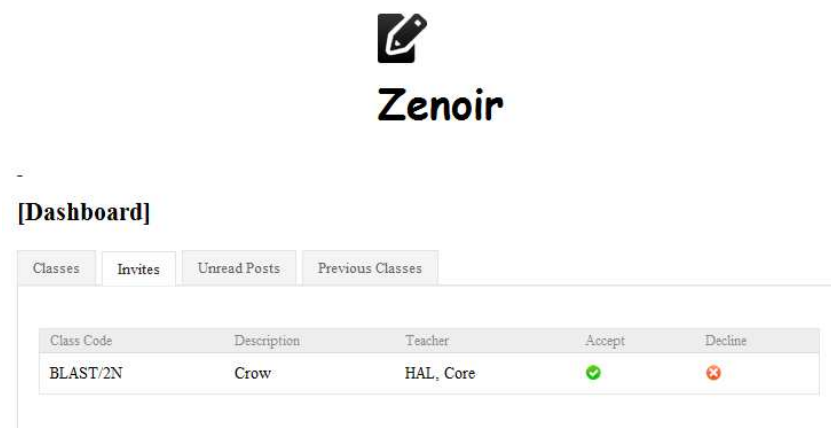 Zenoir
-
[Dashboard]
Classes Invites Unread Posts Previous Classes
Class Code Description Teacher Accept Decline
BLAST/2N Crow HAL, Core